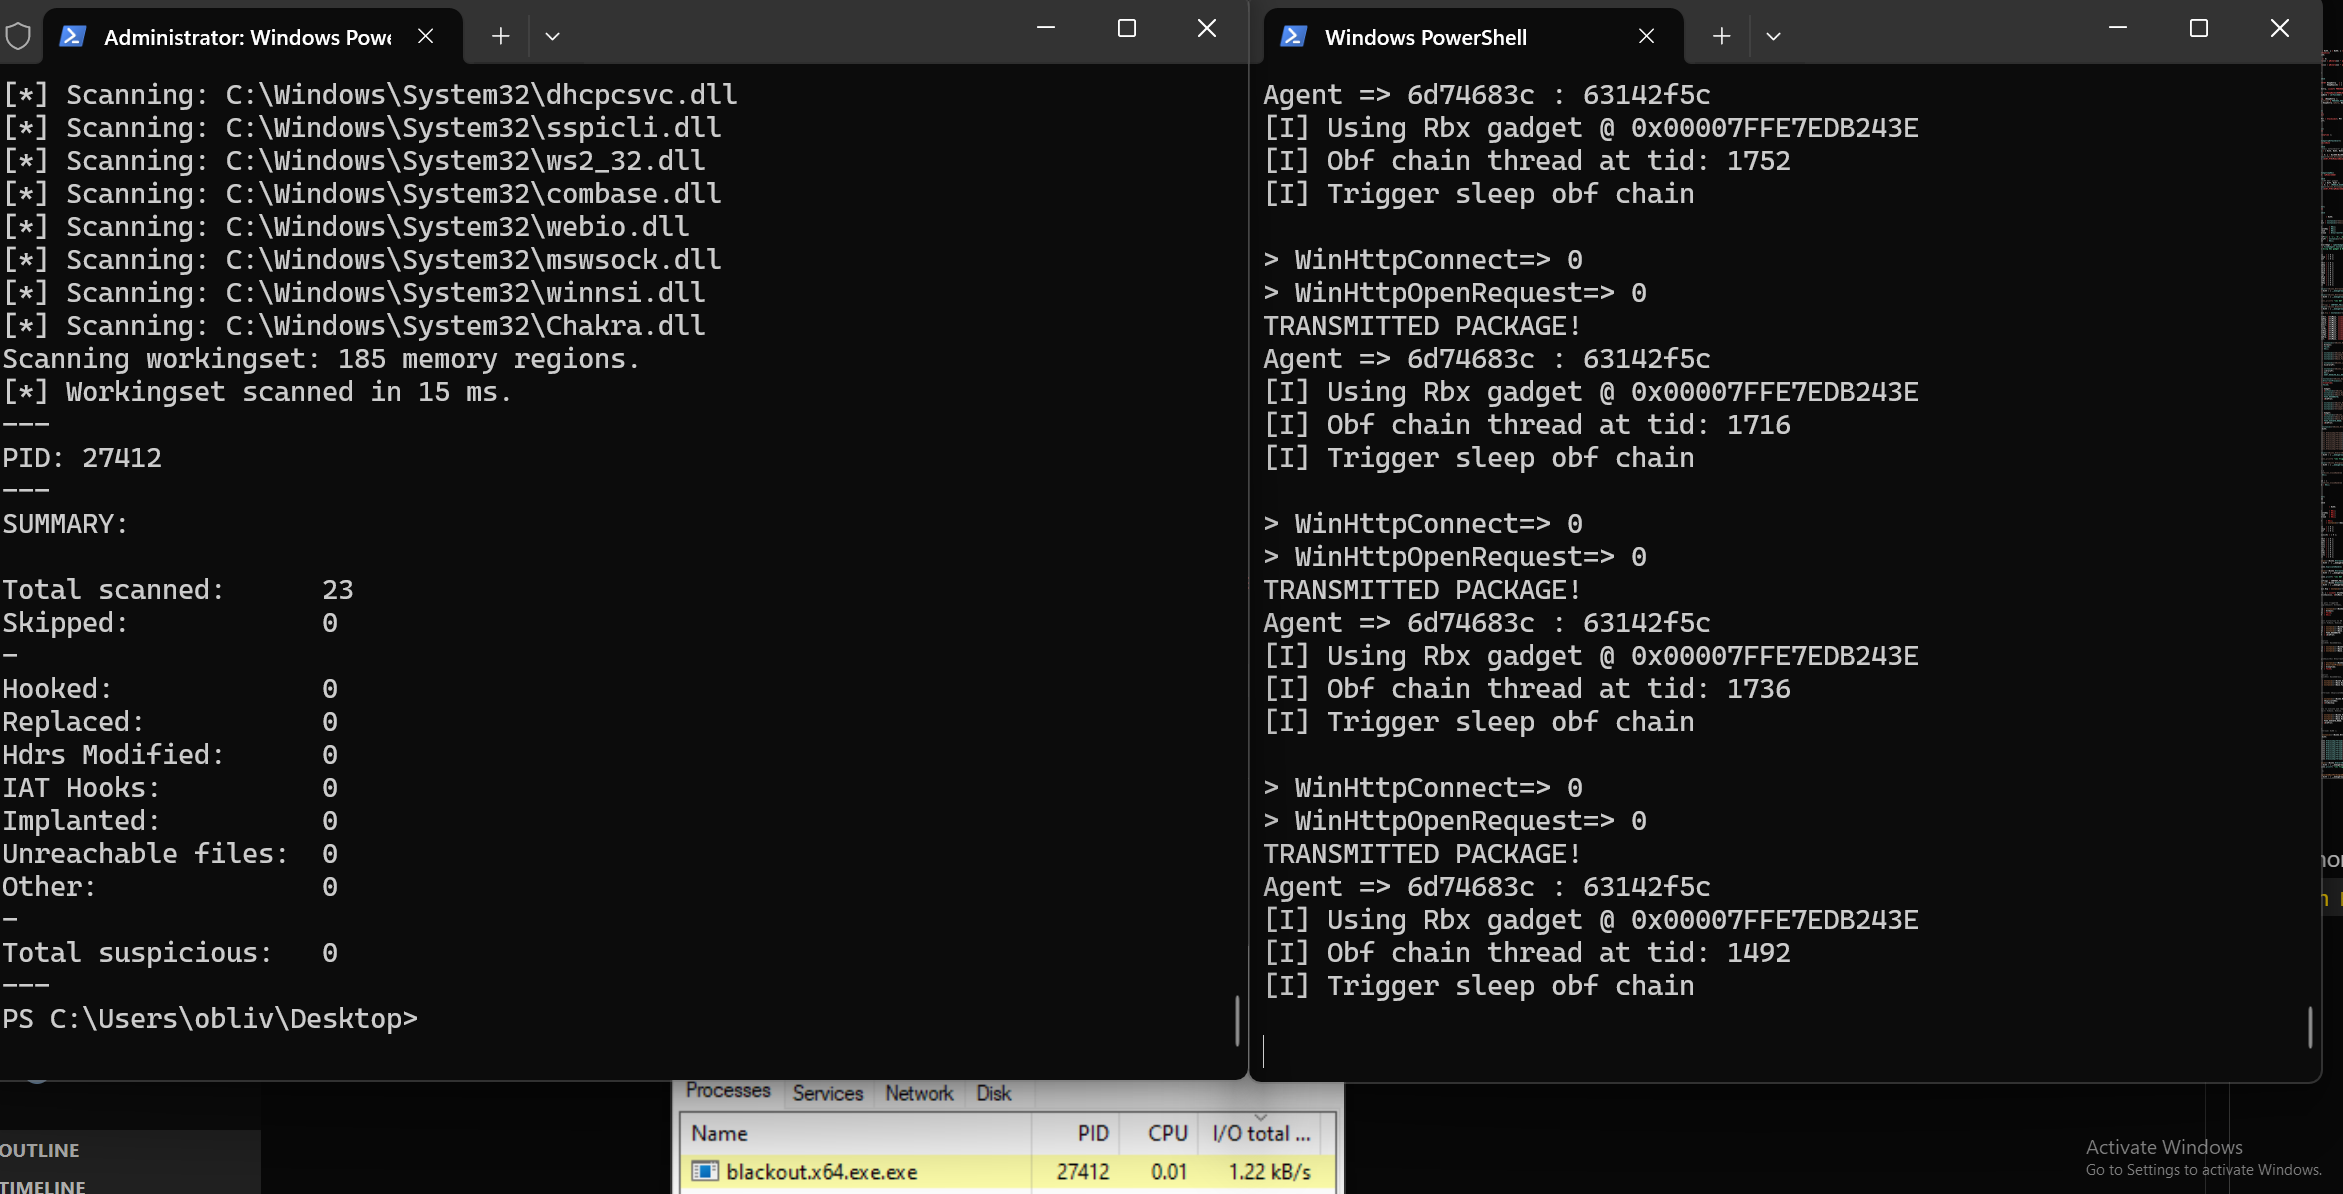 Administrator: Windows Powe
[*] Scanning: C:\Windows\System32\dhcpcsvc.dll
[*] Scanning: C:\Windows\System32\sspicli.dll
[*] Scanning: C:\Windows\System32\ws2_32.dll
[*] Scanning: C:\Windows\System32\combase.dll
[*] Scanning: C:\Windows\System32\webio.dll
[*] Scanning: C:\Windows\System32\mswsock.dll
[*] Scanning: C:\Windows\System32\winnsi.dll
[*] Scanning: C:\Windows\System32\Chakra.dll
Scanning workingset: 185 memory regions.
[*] Workingset scanned in 15 ms.
---
PID: 27412
---
SUMMARY:
Total scanned: 23
Skipped: 0
-
Hooked: 0
Replaced: 0
Hdrs Modified: 0
IAT Hooks: 0
Implanted: 0
Unreachable files: 0
Other: 0
-
Total suspicious: 0
---
PS C:\Users\obliv\Desktop>
Windows PowerShell
Agent => 6d74683c : 63142f5c
[I] Using Rbx gadget @ 0x00007FFE7EDB243E
[I] Obf chain thread at tid: 1752
[I] Trigger sleep obf chain
> WinHttpConnect=> 0
> WinHttpOpenRequest=> 0
TRANSMITTED PACKAGE!
Agent => 6d74683c : 63142f5c
[I] Using Rbx gadget @ 0x00007FFE7EDB243E
[I] Obf chain thread at tid: 1716
[I] Trigger sleep obf chain
> WinHttpConnect=> 0
> WinHttpOpenRequest=> 0
TRANSMITTED PACKAGE!
Agent => 6d74683c : 63142f5c
[I] Using Rbx gadget @ 0x00007FFE7EDB243E
[I] Obf chain thread at tid: 1736
[I] Trigger sleep obf chain
> WinHttpConnect=> 0
> WinHttpOpenRequest=> 0
TRANSMITTED PACKAGE!
Agent => 6d74683c : 63142f5c
[I] Using Rbx gadget @ 0x00007FFE7EDB243E
[I] Obf chain thread at tid: 1492
[I] Trigger sleep obf chain
Processes Services Network Disk
Name PID CPU I/O total ...
blackout.x64.exe.exe 27412 0.01 1.22 kB/s
OUTLINE
TIMELINE
Activate Windows
Go to Settings to activate Windows.